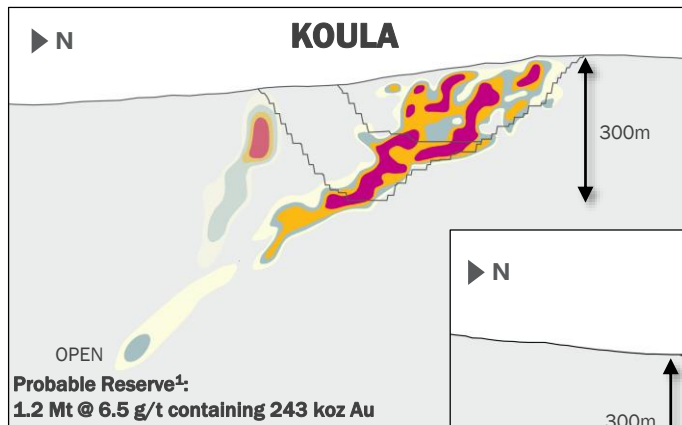 N
KOULA
300m
N
OPEN
Probable Reserve¹:
1.2 Mt @ 6.5 g/t containing 243 koz Au
300m